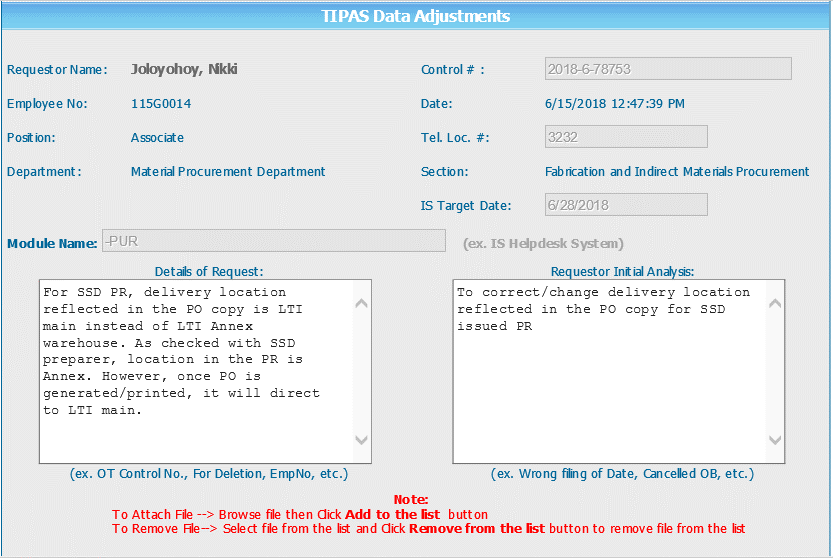 TIPAS Data Adjustments
Requestor Name: Joloyohoy, Nikki Control # : 2018-6-78753
Employee No: 115G0014 Date: 6/15/2018 12:47:39 PM
Position: Associate Tel. Loc. #: 3232
Department: Material Procurement Department Section: Fabrication and Indirect Materials Procurement
IS Target Date: 6/28/2018
Module Name: -PUR (ex. IS Helpdesk System)
Details of Request:
For SSD PR, delivery location
reflected in the PO copy is LTI
main instead of LTI Annex
warehouse. As checked with SSD
preparer, location in the PR is
Annex. However, once PO is
generated/printed, it will direct
to LTI main.
(ex. OT Control No., For Deletion, EmpNo, etc.)
Requestor Initial Analysis:
To correct/change delivery location
reflected in the PO copy for SSD
issued PR
(ex. Wrong filing of Date, Cancelled OB, etc.)
Note:
To Attach File --> Browse file then Click Add to the list button
To Remove File--> Select file from the list and Click Remove from the list button to remove file from the list